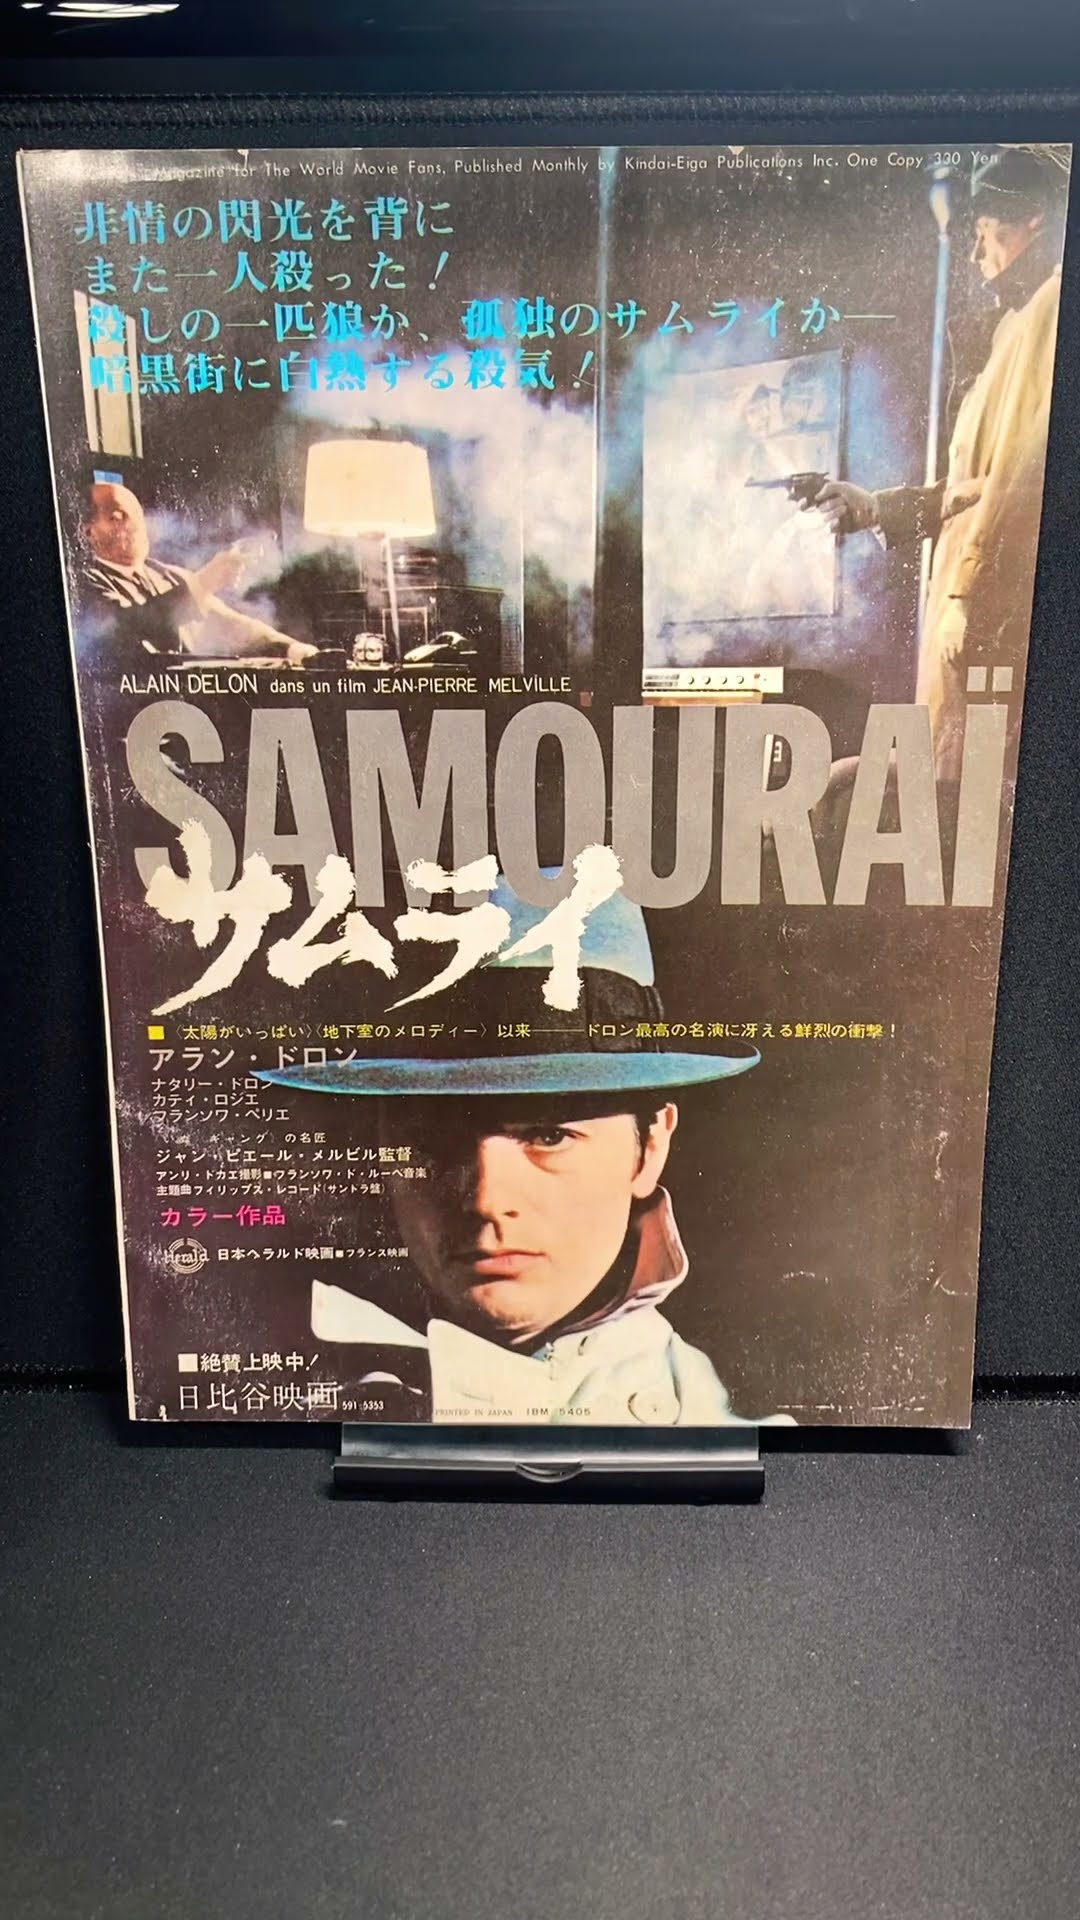 Magazine for The World Movie Fans, Published Monthly by Kindai-Eiga Publications Inc. One Copy 330 Yen
非情の閃光を背に
また一人殺った！
殺しの一匹狼か、孤独のサムライか―
暗黒街に白熱する殺気！
ALAIN DELON dans un film JEAN-PIERRE MELVILLE
SAMOURAÏ
サムライ
■〈太陽がいっぱい〉〈地下室のメロディー〉以来――ドロン最高の名演に冴える鮮烈の衝撃！
アラン・ドロン
ナタリー・ドロン
カティ・ロジエ
フランソワ・ペリエ
ギャング〉の名匠
ジャン・ピエール・メルビル監督
アンリ・ドカエ撮影■フランソワ・ド・ルーベ音楽
主題曲フィリップス・レコード(サントラ盤)
カラー作品
Herald 日本ヘラルド映画■フランス映画
■絶賛上映中！
日比谷映画 591-5353
PRINTED IN JAPAN IBM 5405